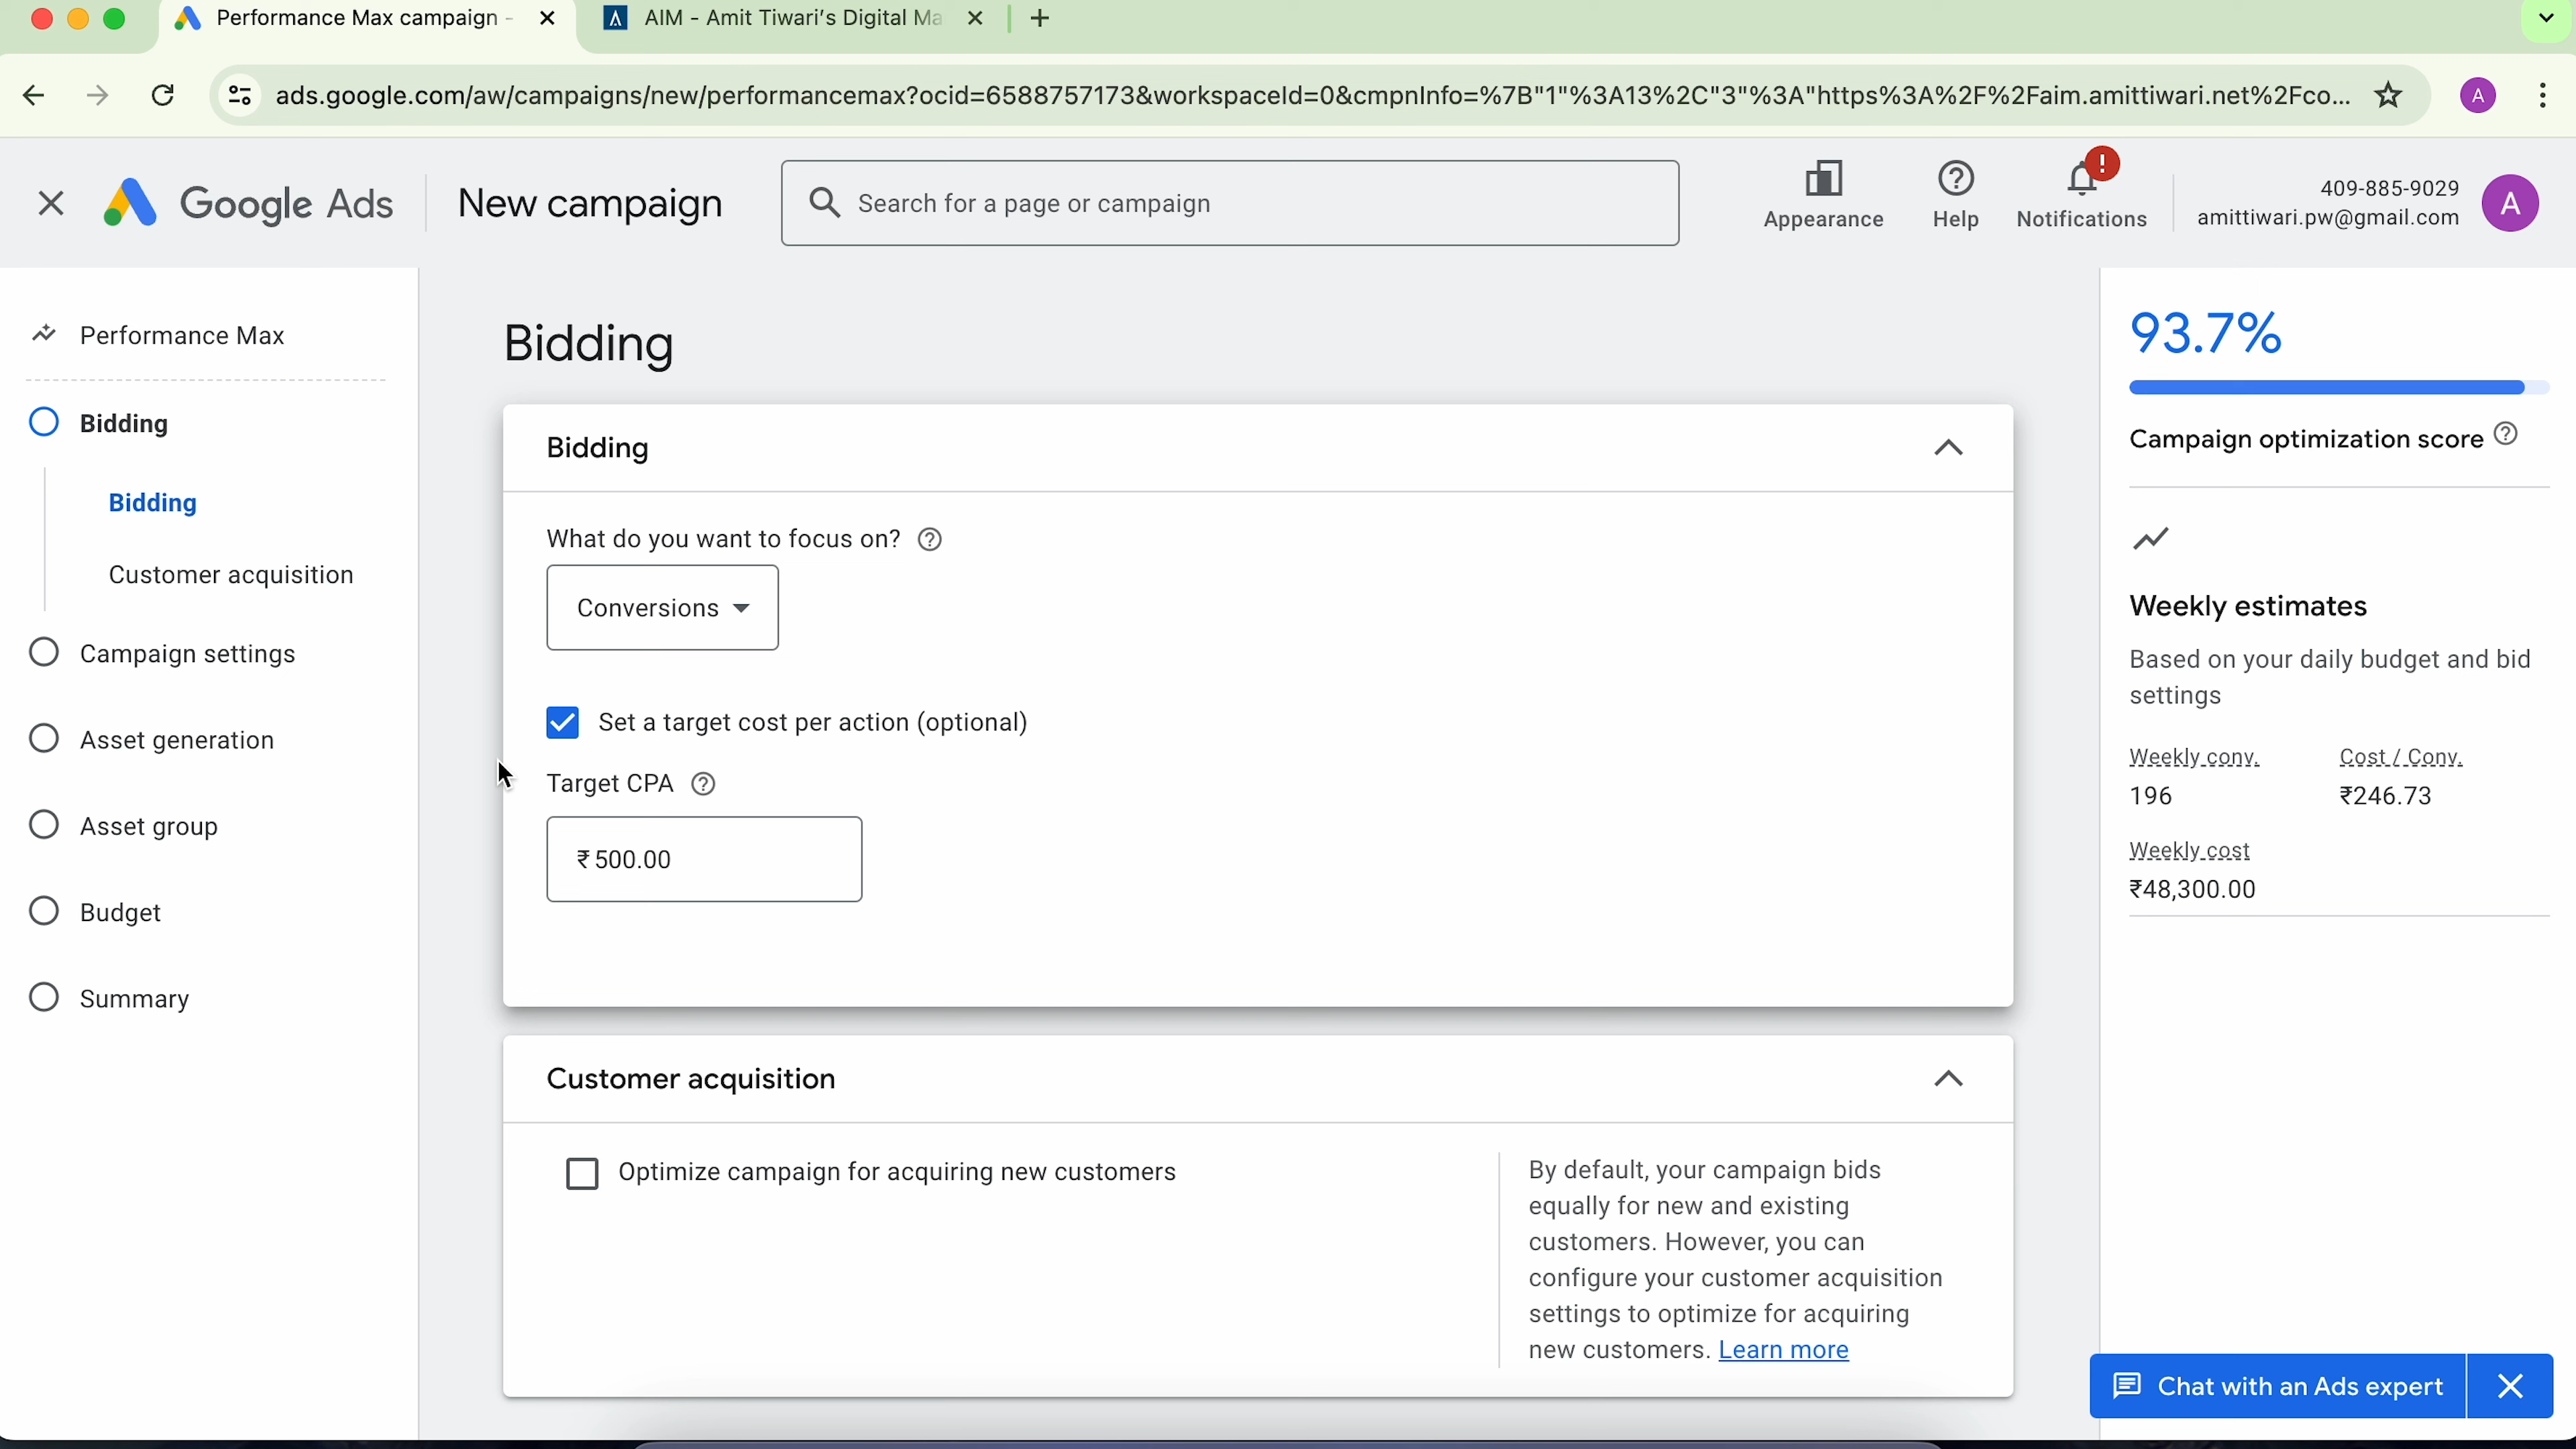 Performance Max campaign -
AIM - Amit Tiwari's Digital Ma
ads.google.com/aw/campaigns/new/performancemax?ocid=6588757173&workspaceId=0&cmpnInfo=%7B"1"%3A13%2C"3"%3A"https%3A%2F%2Faim.amittiwari.net%2Fco...
A
Google Ads
New campaign
Search for a page or campaign
Appearance
Help
Notifications
409-885-9029
amittiwari.pw@gmail.com
A
Performance Max
Bidding
Bidding
Customer acquisition
Campaign settings
Asset generation
Asset group
Budget
Summary
Bidding
Bidding
What do you want to focus on?
Conversions
Set a target cost per action (optional)
Target CPA
₹ 500.00
Customer acquisition
Optimize campaign for acquiring new customers
By default, your campaign bids
equally for new and existing
customers. However, you can
configure your customer acquisition
settings to optimize for acquiring
new customers. Learn more
93.7%
Campaign optimization score
Weekly estimates
Based on your daily budget and bid
settings
Weekly conv. Cost / Conv.
196 ₹246.73
Weekly cost
₹48,300.00
Chat with an Ads expert